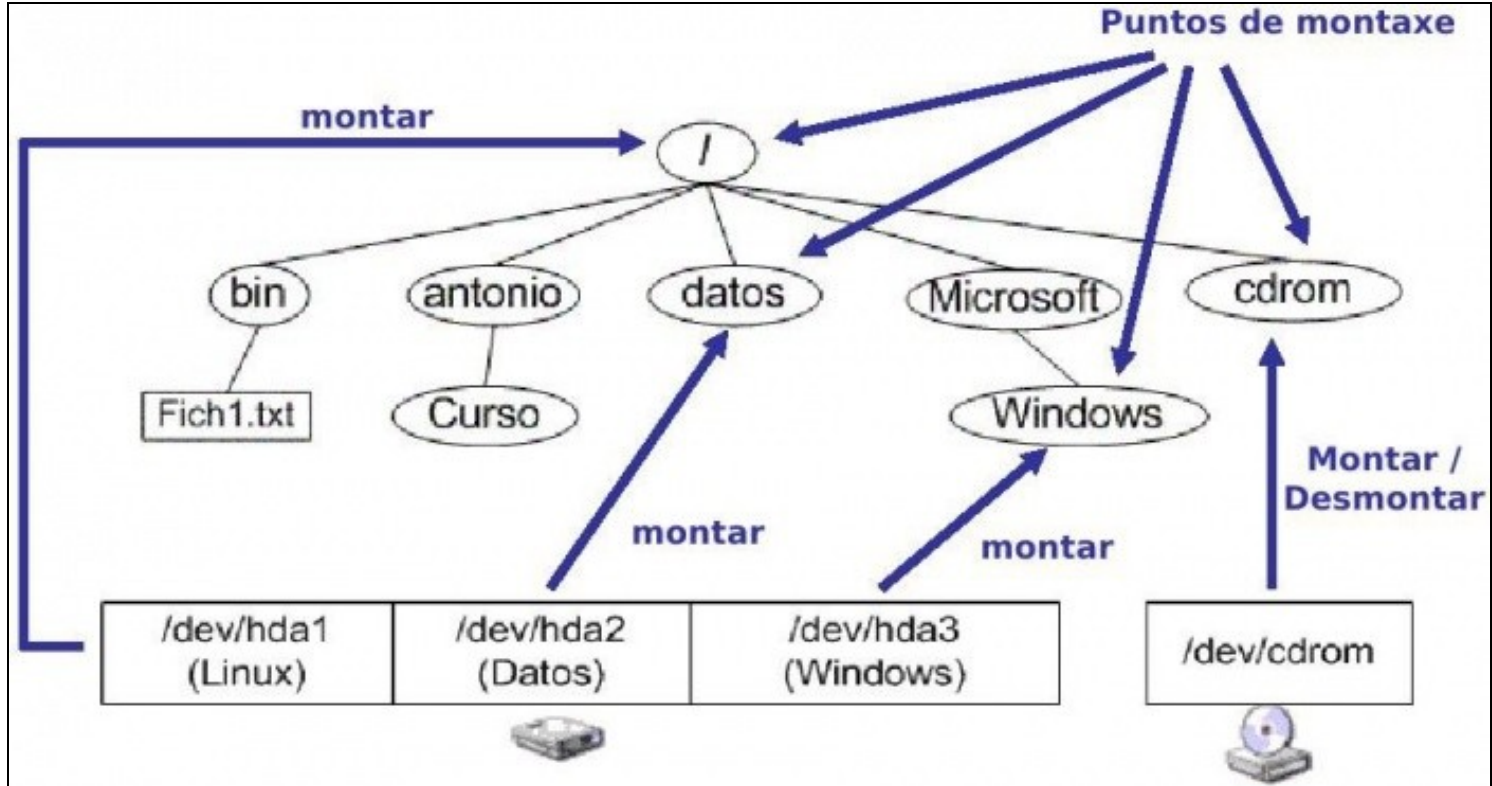 Puntos de montaxe
montar
/
bin
antonio
datos
Microsoft
cdrom
Fich1.txt
Curso
Windows
Montar /
Desmontar
montar
montar
/dev/hda1
(Linux)
/dev/hda2
(Datos)
/dev/hda3
(Windows)
/dev/cdrom